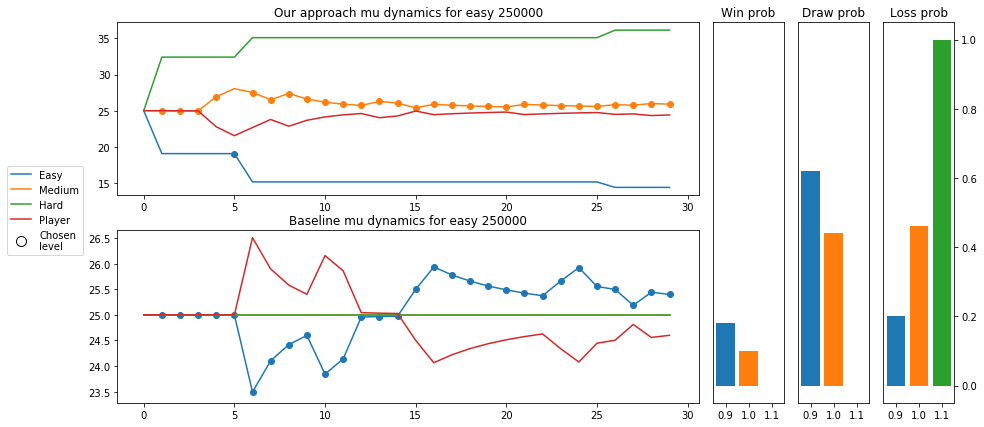 Our approach mu dynamics for easy 250000
35
30
25
20
15
0 5 10 15 20 25 30
Easy
Medium
Hard
Player
Chosen
level
Baseline mu dynamics for easy 250000
26.5
26.0
25.5
25.0
24.5
24.0
23.5
0 5 10 15 20 25 30
Win prob
0.9 1.0 1.1
Draw prob
0.9 1.0 1.1
Loss prob
1.0
0.8
0.6
0.4
0.2
0.0
0.9 1.0 1.1